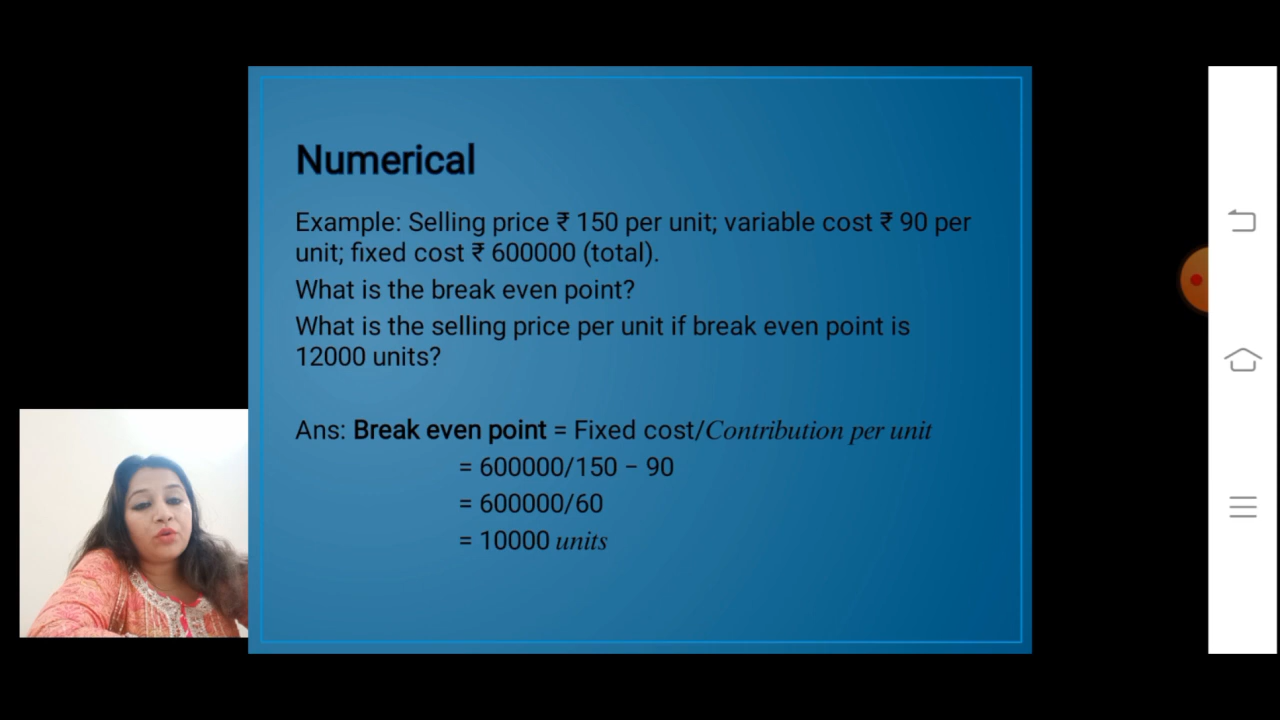 Numerical
Example: Selling price ₹ 150 per unit; variable cost ₹ 90 per
unit; fixed cost ₹ 600000 (total).
What is the break even point?
What is the selling price per unit if break even point is
12000 units?
Ans: Break even point = Fixed cost/Contribution per unit
= 600000/150 − 90
= 600000/60
= 10000 units